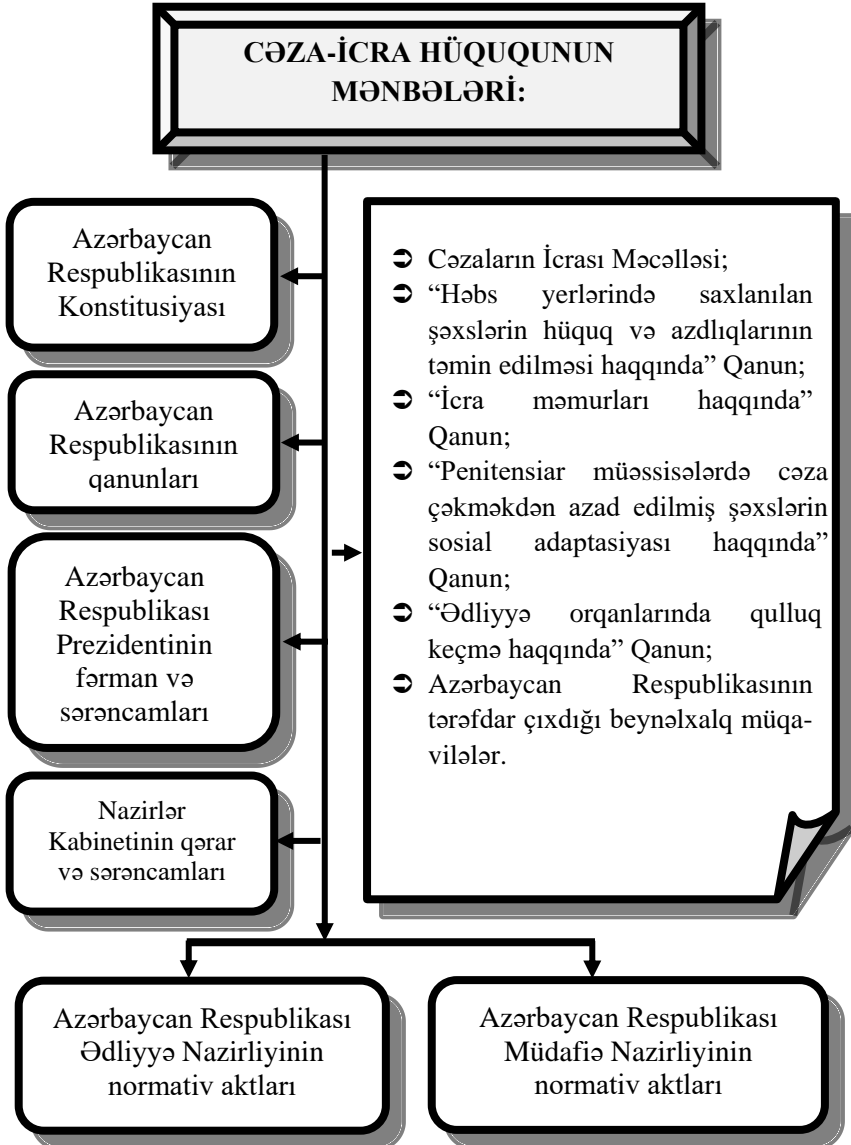 CƏZA-İCRA HÜQUQUNUN
MƏNBƏLƏRİ:
Azərbaycan
Respublikasının
Konstitusiyası
Azərbaycan
Respublikasının
qanunları
Azərbaycan
Respublikası
Prezidentinin
fərman və
sərəncamları
Nazirlər
Kabinetinin qərar
və sərəncamları
➲ Cəzaların İcrası Məcəlləsi;
➲ “Həbs yerlərində saxlanılan
şəxslərin hüquq və azdlıqlarının
təmin edilməsi haqqında” Qanun;
➲ “İcra məmurları haqqında”
Qanun;
➲ “Penitensiar müəssisələrdə cəza
çəkməkdən azad edilmiş şəxslərin
sosial adaptasiyası haqqında”
Qanun;
➲ “Ədliyyə orqanlarında qulluq
keçmə haqqında” Qanun;
➲ Azərbaycan Respublikasının
tərəfdar çıxdığı beynəlxalq müqa-
vilələr.
Azərbaycan Respublikası
Ədliyyə Nazirliyinin
normativ aktları
Azərbaycan Respublikası
Müdafiə Nazirliyinin
normativ aktları